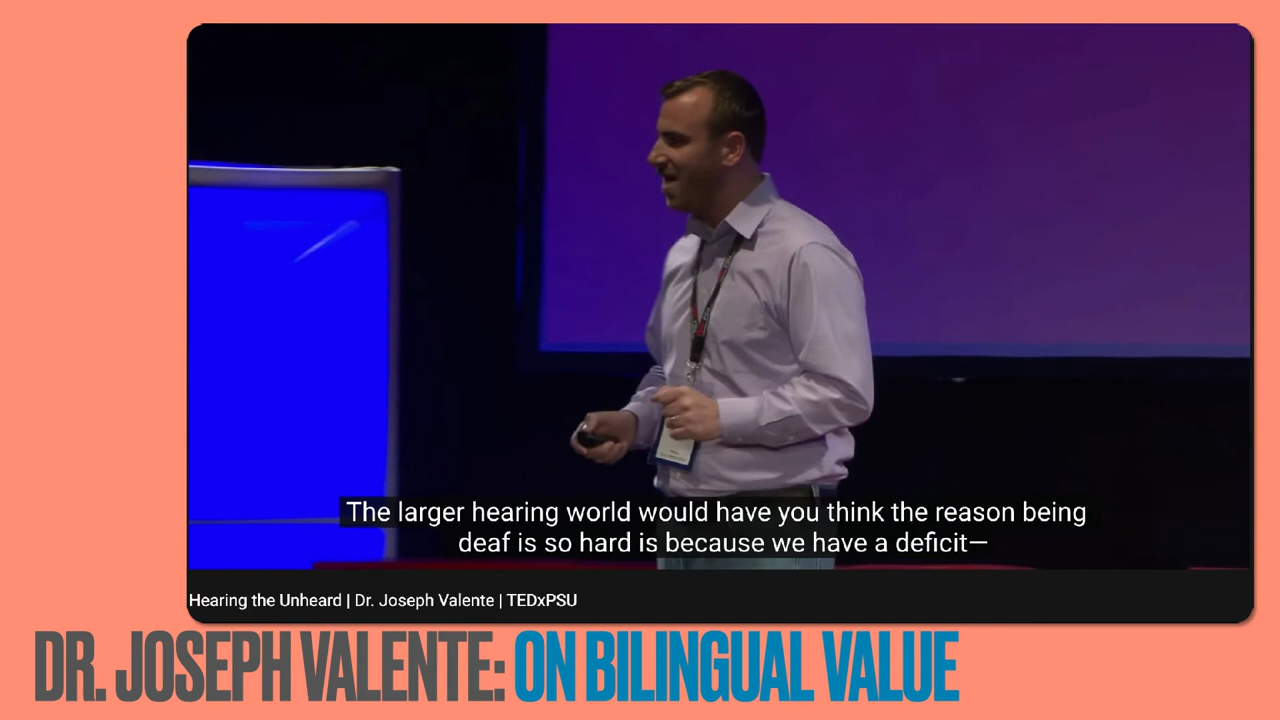 The larger hearing world would have you think the reason being
deaf is so hard is because we have a deficit—
Hearing the Unheard | Dr. Joseph Valente | TEDxPSU
DR. JOSEPH VALENTE: ON BILINGUAL VALUE